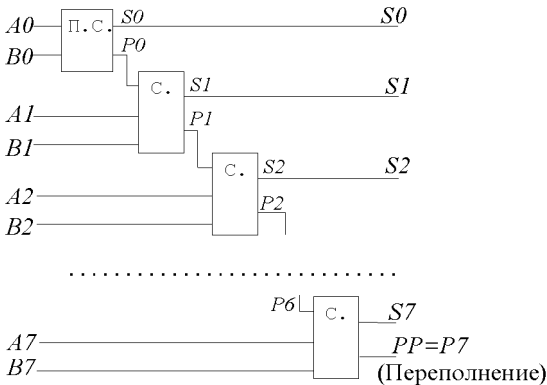 A0 П.С. S0 S0
B0 P0
С. S1 S1
A1 P1
B1
С. S2 S2
A2 P2
B2
..............................
P6 С. S7
A7 PP=P7
B7 (Переполнение)